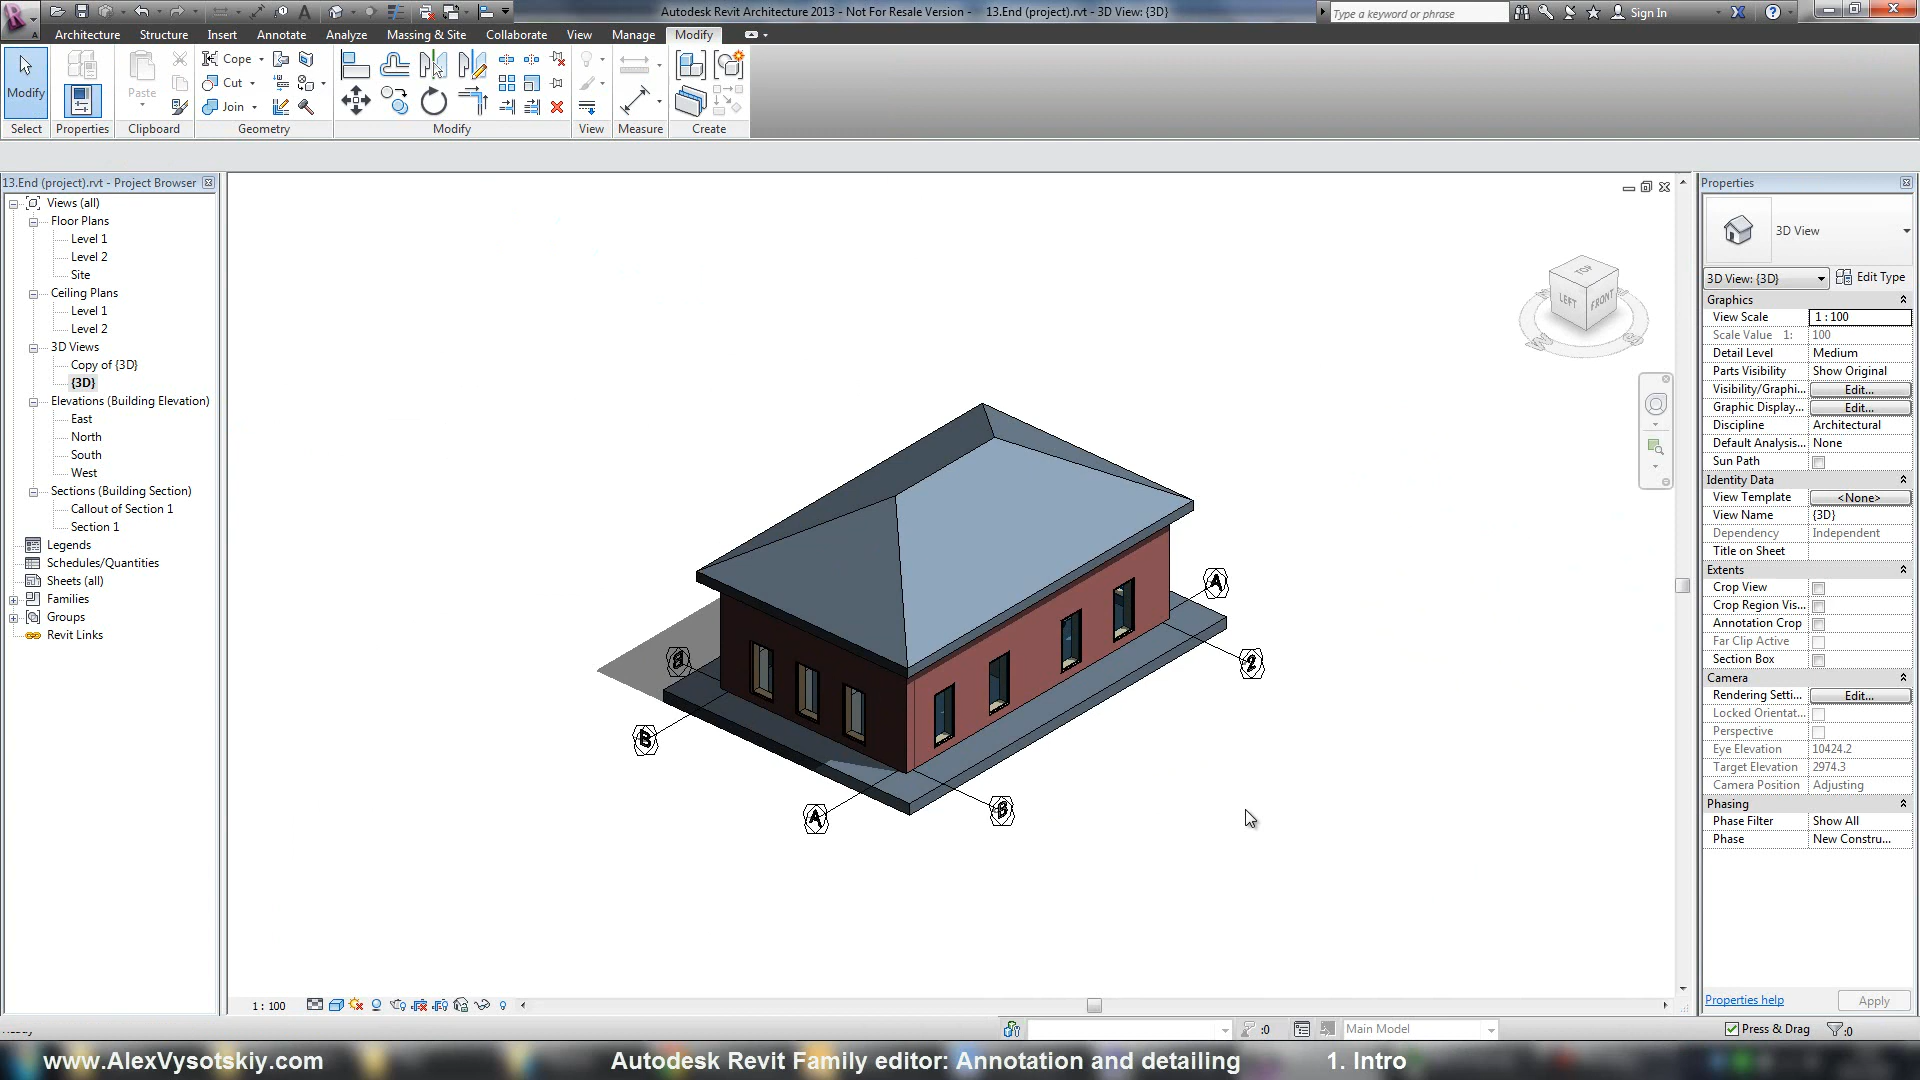 Autodesk Revit Architecture 2013 - Not For Resale Version -    13.End (project).rvt - 3D View: {3D}
Type a keyword or phrase
Sign In
Architecture
Structure
Insert
Annotate
Analyze
Massing & Site
Collaborate
View
Manage
Modify
Modify
Paste
Cope
Cut
Join
Select
Properties
Clipboard
Geometry
Modify
View
Measure
Create
13.End (project).rvt - Project Browser
Views (all)
Floor Plans
Level 1
Level 2
Site
Ceiling Plans
Level 1
Level 2
3D Views
Copy of {3D}
{3D}
Elevations (Building Elevation)
East
North
South
West
Sections (Building Section)
Callout of Section 1
Section 1
Legends
Schedules/Quantities
Sheets (all)
Families
Groups
Revit Links
TOP
LEFT
FRONT
A
2
B
B
A
B
Properties
3D View
3D View: {3D}
Edit Type
Graphics
View Scale
1 : 100
Scale Value 1:
100
Detail Level
Medium
Parts Visibility
Show Original
Visibility/Graphi...
Edit...
Graphic Display...
Edit...
Discipline
Architectural
Default Analysis...
None
Sun Path
Identity Data
View Template
<None>
View Name
{3D}
Dependency
Independent
Title on Sheet
Extents
Crop View
Crop Region Vis...
Annotation Crop
Far Clip Active
Section Box
Camera
Rendering Setti...
Edit...
Locked Orientat...
Perspective
Eye Elevation
10424.2
Target Elevation
2974.3
Camera Position
Adjusting
Phasing
Phase Filter
Show All
Phase
New Constru...
Properties help
Apply
1 : 100
:0
Main Model
Press & Drag
:0
www.AlexVysotskiy.com
Autodesk Revit Family editor: Annotation and detailing
1. Intro